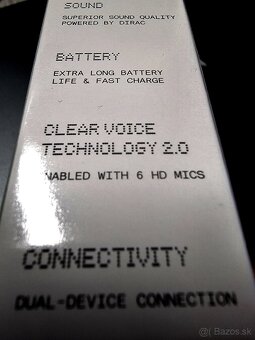 SOUND
SUPERIOR SOUND QUALITY
POWERED BY DIRAC
BATTERY
EXTRA LONG BATTERY
LIFE & FAST CHARGE
CLEAR VOICE
TECHNOLOGY 2.0
ENABLED WITH 6 HD MICS
CONNECTIVITY
DUAL-DEVICE CONNECTION
@ Bazos.sk